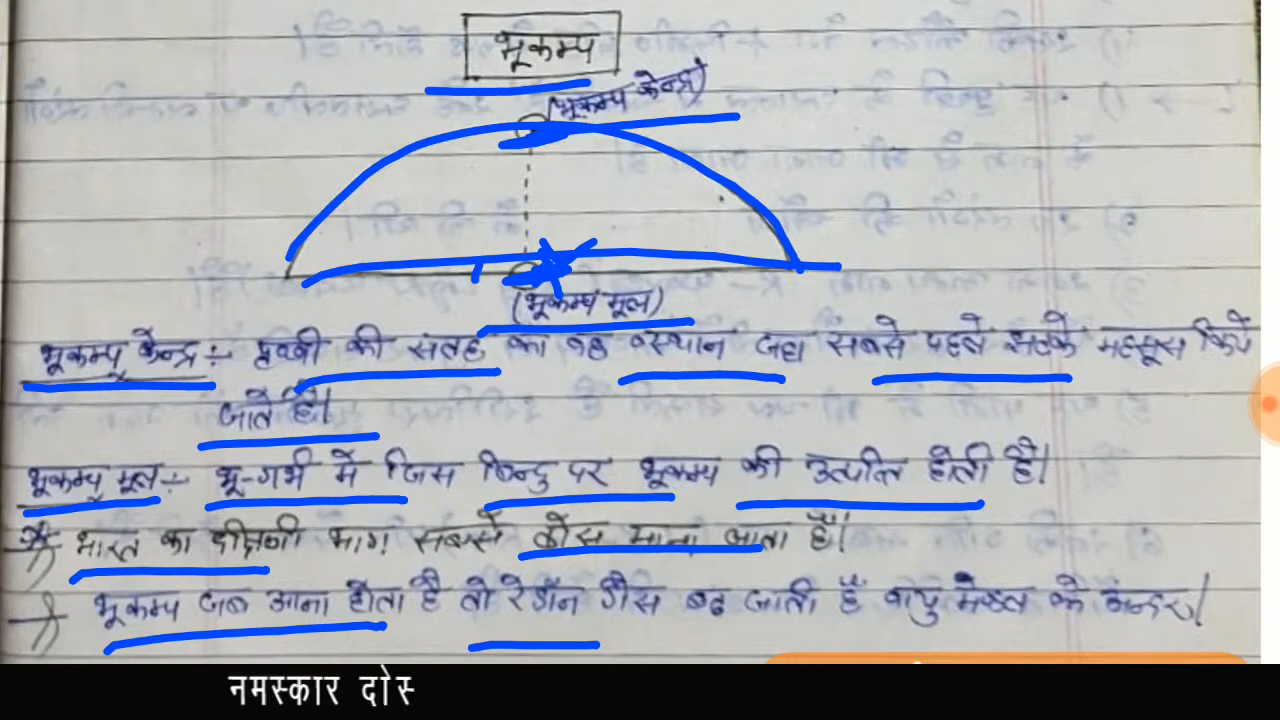 भूकम्प
(भूकम्प केन्द्र)
(भूकम्प मूल)
भूकम्प केन्द्र :- पृथ्वी की सतह का वह स्थान जहा सबसे पहले झटके महसूस किये
जाते है।
भूकम्प मूल :- भू-गर्भ में जिस बिन्दु पर भूकम्प की उत्पत्ति होती है।
भारत का दक्षिणी भाग सबसे ठोस माना जाता है।
भूकम्प जब आना होता है तो रेडॉन गैस बढ जाती है वायु मण्डल के अन्दर।
नमस्कार दोस्